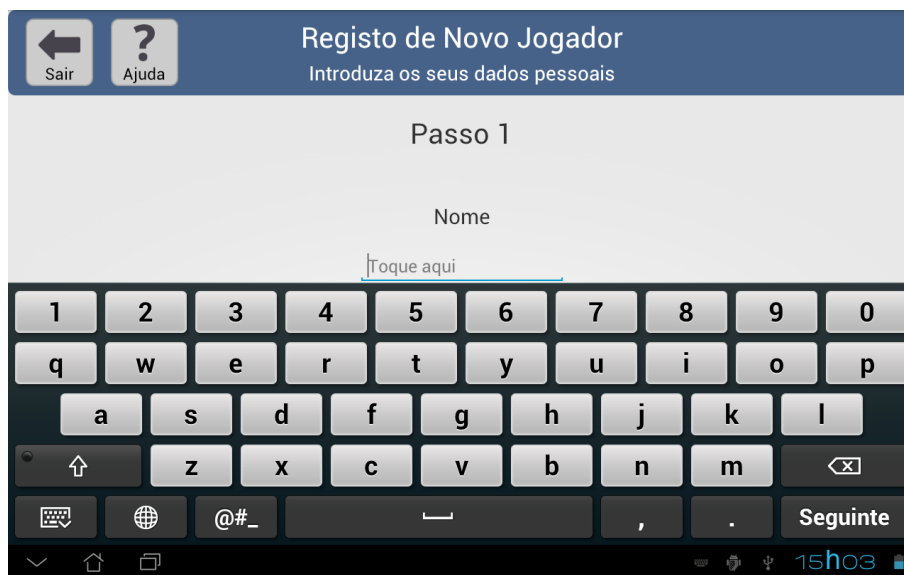 Registo de Novo Jogador
Introduza os seus dados pessoais
Sair
?
Ajuda
Passo 1
Nome
Toque aqui
1 2 3 4 5 6 7 8 9 0
q w e r t y u i o p
a s d f g h j k l
z x c v b n m
@#_ , . Seguinte
15h03